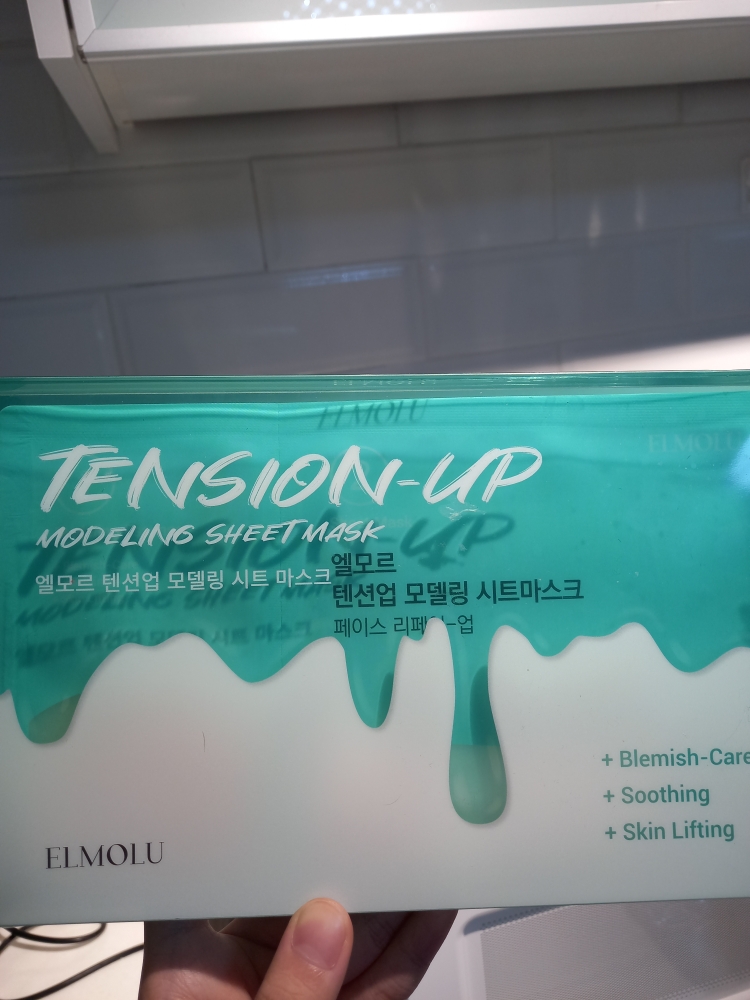 ELMOLU
ELMOLU
TENSION-UP
MODELING SHEET MASK
엘모르 텐션업 모델링 시트 마스크
엘모르
텐션업 모델링 시트마스크
+ Blemish-Care
+ Soothing
+ Skin Lifting
ELMOLU